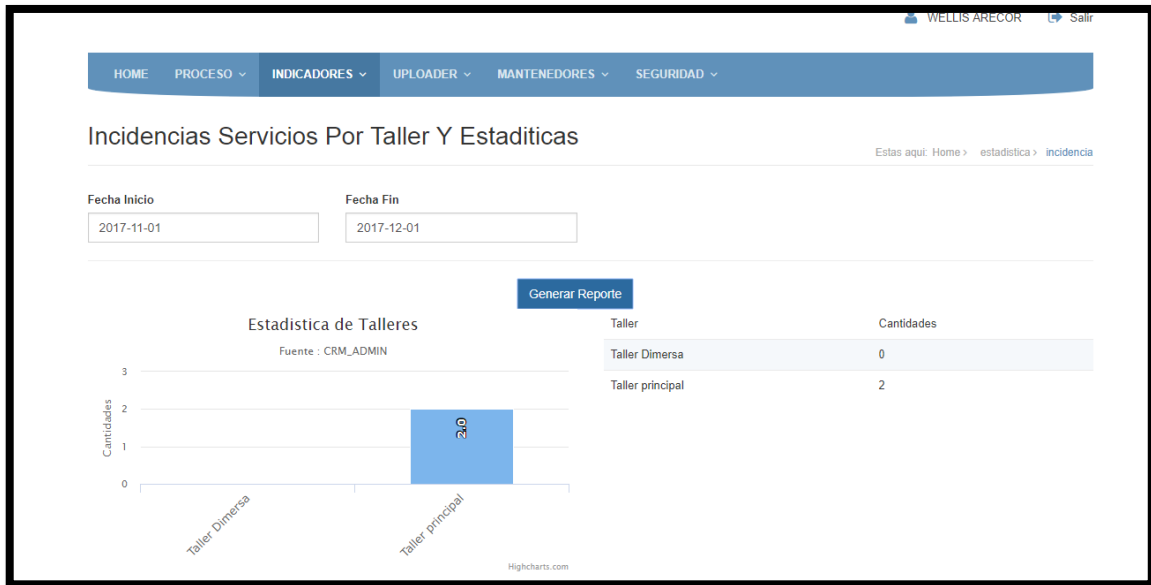 WELLIS ARECOR Salir
HOME PROCESO INDICADORES UPLOADER MANTENEDORES SEGURIDAD
Incidencias Servicios Por Taller Y Estaditicas
Estas aqui: Home > estadistica > incidencia
Fecha Inicio Fecha Fin
2017-11-01 2017-12-01
Generar Reporte
Estadistica de Talleres
Fuente : CRM_ADMIN
Cantidades
3
2
1
0
2.0
Taller Dimersa
Taller principal
Highcharts.com
Taller Cantidades
Taller Dimersa 0
Taller principal 2